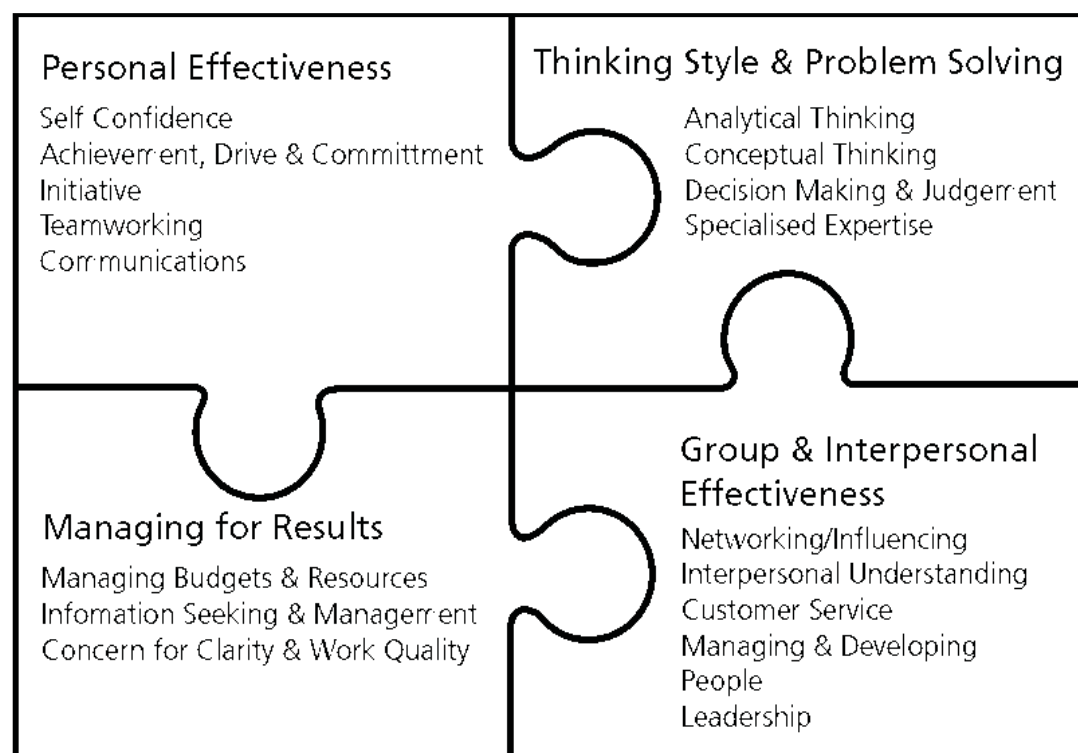 Personal Effectiveness
Self Confidence
Achievement, Drive & Committment
Initiative
Teamworking
Communications
Thinking Style & Problem Solving
Analytical Thinking
Conceptual Thinking
Decision Making & Judgement
Specialised Expertise
Managing for Results
Managing Budgets & Resources
Infomation Seeking & Management
Concern for Clarity & Work Quality
Group & Interpersonal
Effectiveness
Networking/Influencing
Interpersonal Understanding
Customer Service
Managing & Developing
People
Leadership